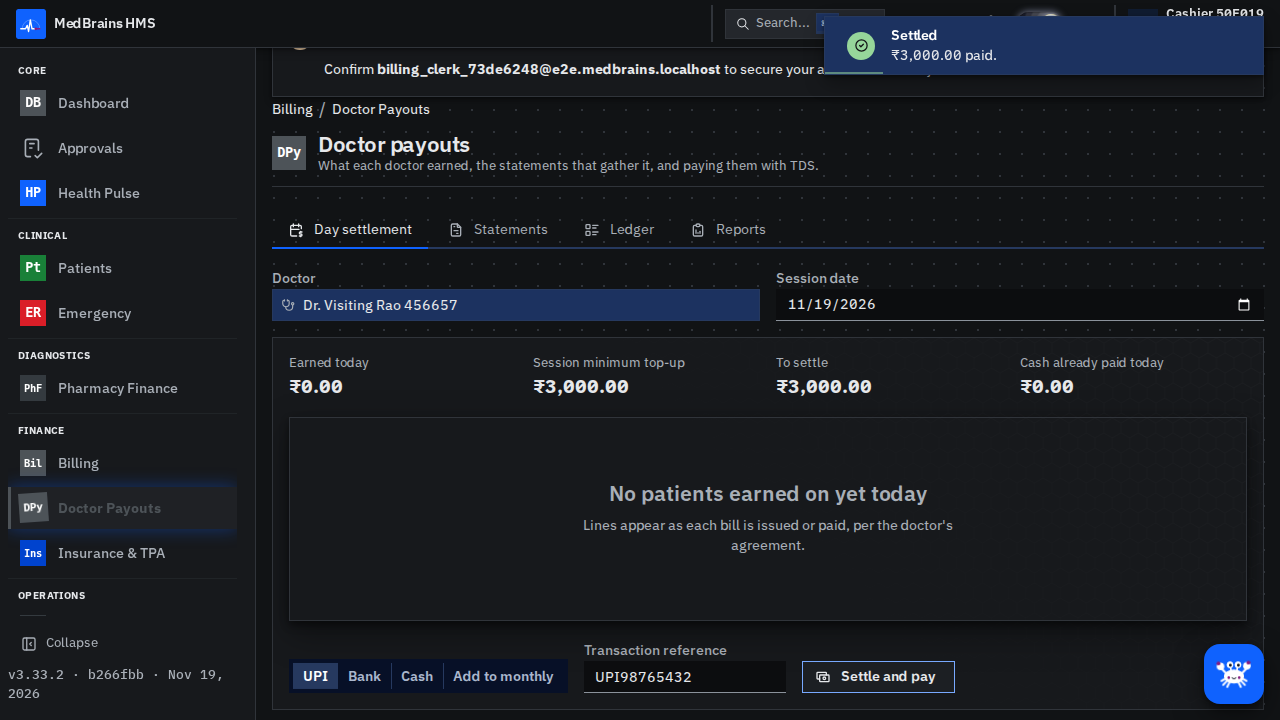 MedBrains HMS
Search...
Cashier 50F019
Settled
₹3,000.00 paid.
Confirm billing_clerk_73de6248@e2e.medbrains.localhost to secure your
CORE
DB Dashboard
Approvals
HP Health Pulse
CLINICAL
Pt Patients
ER Emergency
DIAGNOSTICS
PhF Pharmacy Finance
FINANCE
Bil Billing
DPy Doctor Payouts
Ins Insurance & TPA
OPERATIONS
Collapse
v3.33.2 · b266fbb · Nov 19,
2026
Billing / Doctor Payouts
DPy Doctor payouts
What each doctor earned, the statements that gather it, and paying them with TDS.
Day settlement Statements Ledger Reports
Doctor Session date
Dr. Visiting Rao 456657 11/19/2026
Earned today Session minimum top-up To settle Cash already paid today
₹0.00 ₹3,000.00 ₹3,000.00 ₹0.00
No patients earned on yet today
Lines appear as each bill is issued or paid, per the doctor's
agreement.
Transaction reference
UPI Bank Cash Add to monthly UPI98765432 Settle and pay